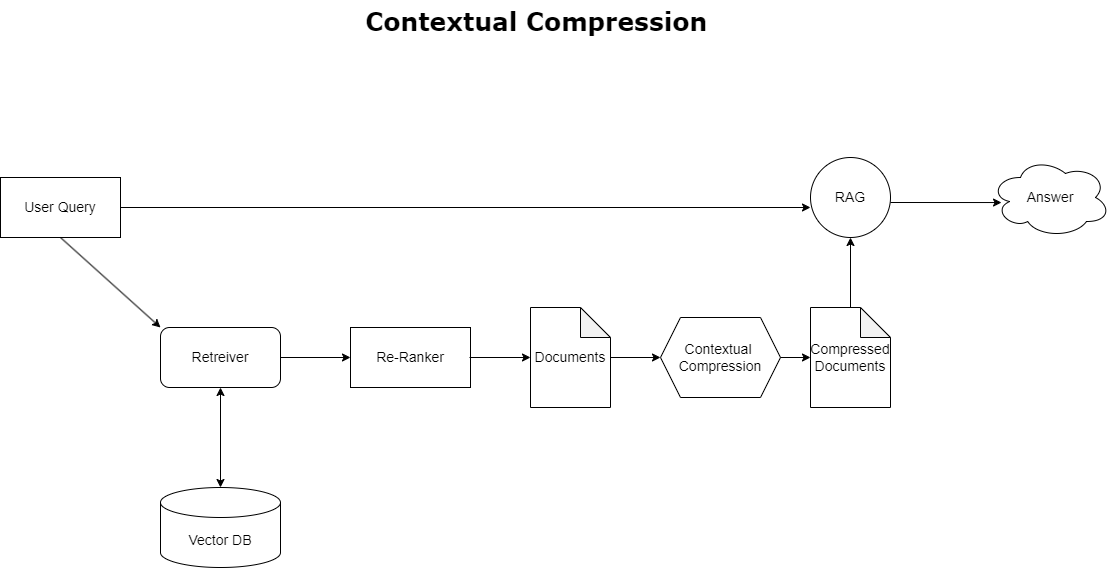 Contextual Compression
User Query
RAG
Answer
Retreiver
Re-Ranker
Documents
Contextual
Compression
Compressed
Documents
Vector DB